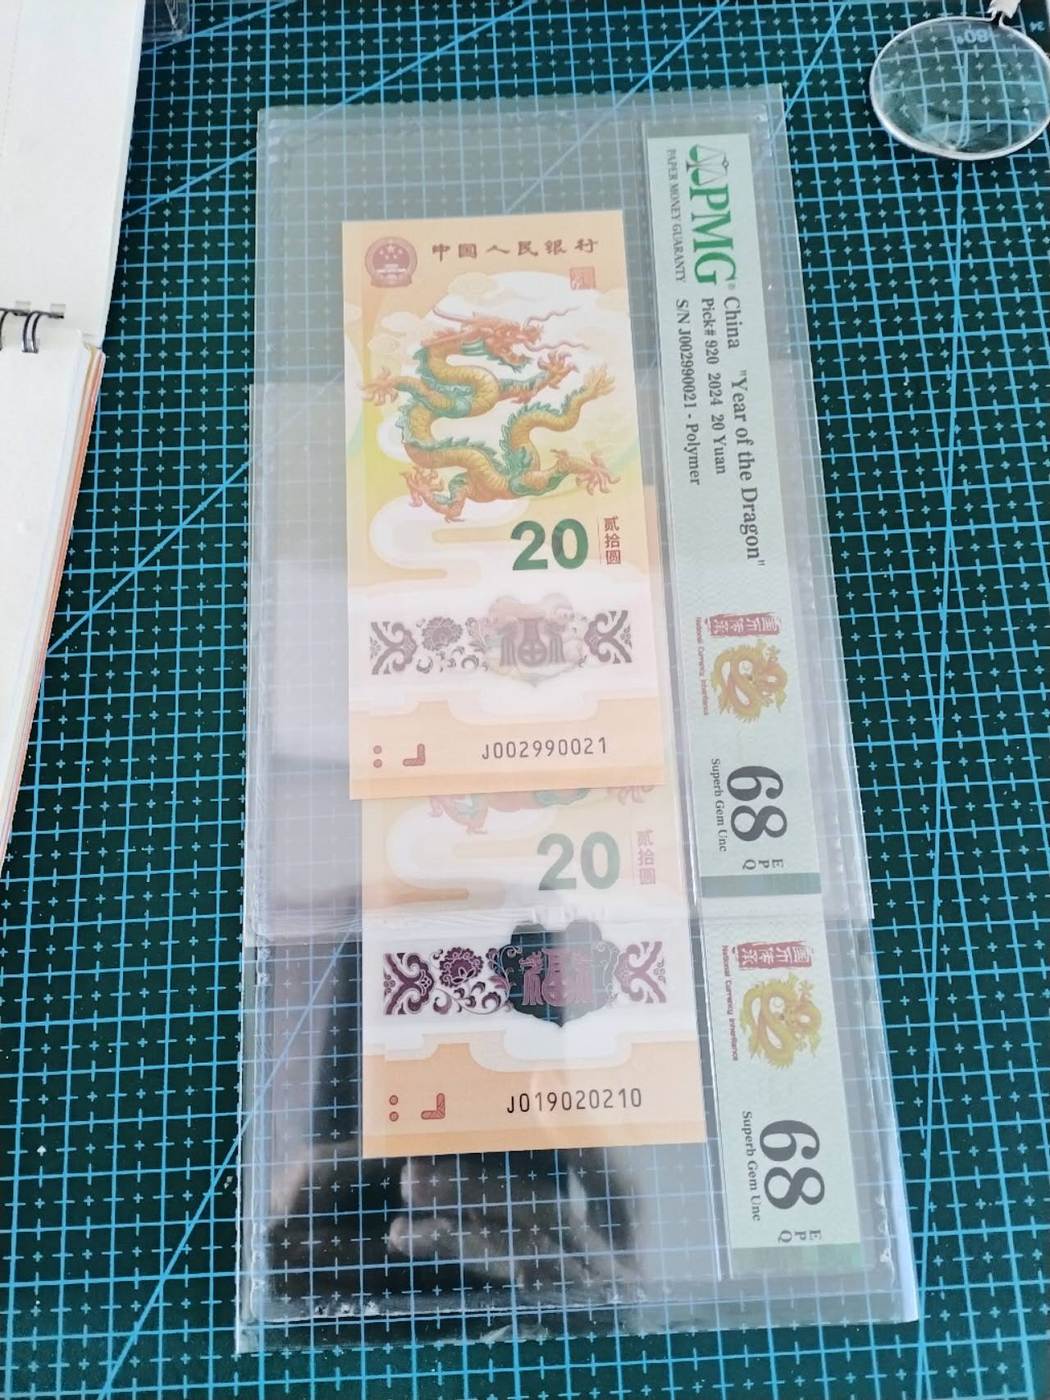 中国人民银行
20
贰拾圆
福
J002990021
20
贰拾圆
福
J019020210
PMG
PAPER MONEY GUARANTY
China "Year of the Dragon"
Pick# 920 2024 20 Yuan
S/N J002990021 - Polymer
National Currency Inheritance
68
EPQ
Superb Gem Unc
National Currency Inheritance
68
EPQ
Superb Gem Unc